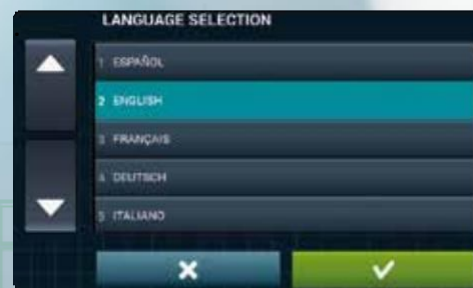 LANGUAGE SELECTION
1 ESPAÑOL
2 ENGLISH
3 FRANÇAIS
4 DEUTSCH
5 ITALIANO